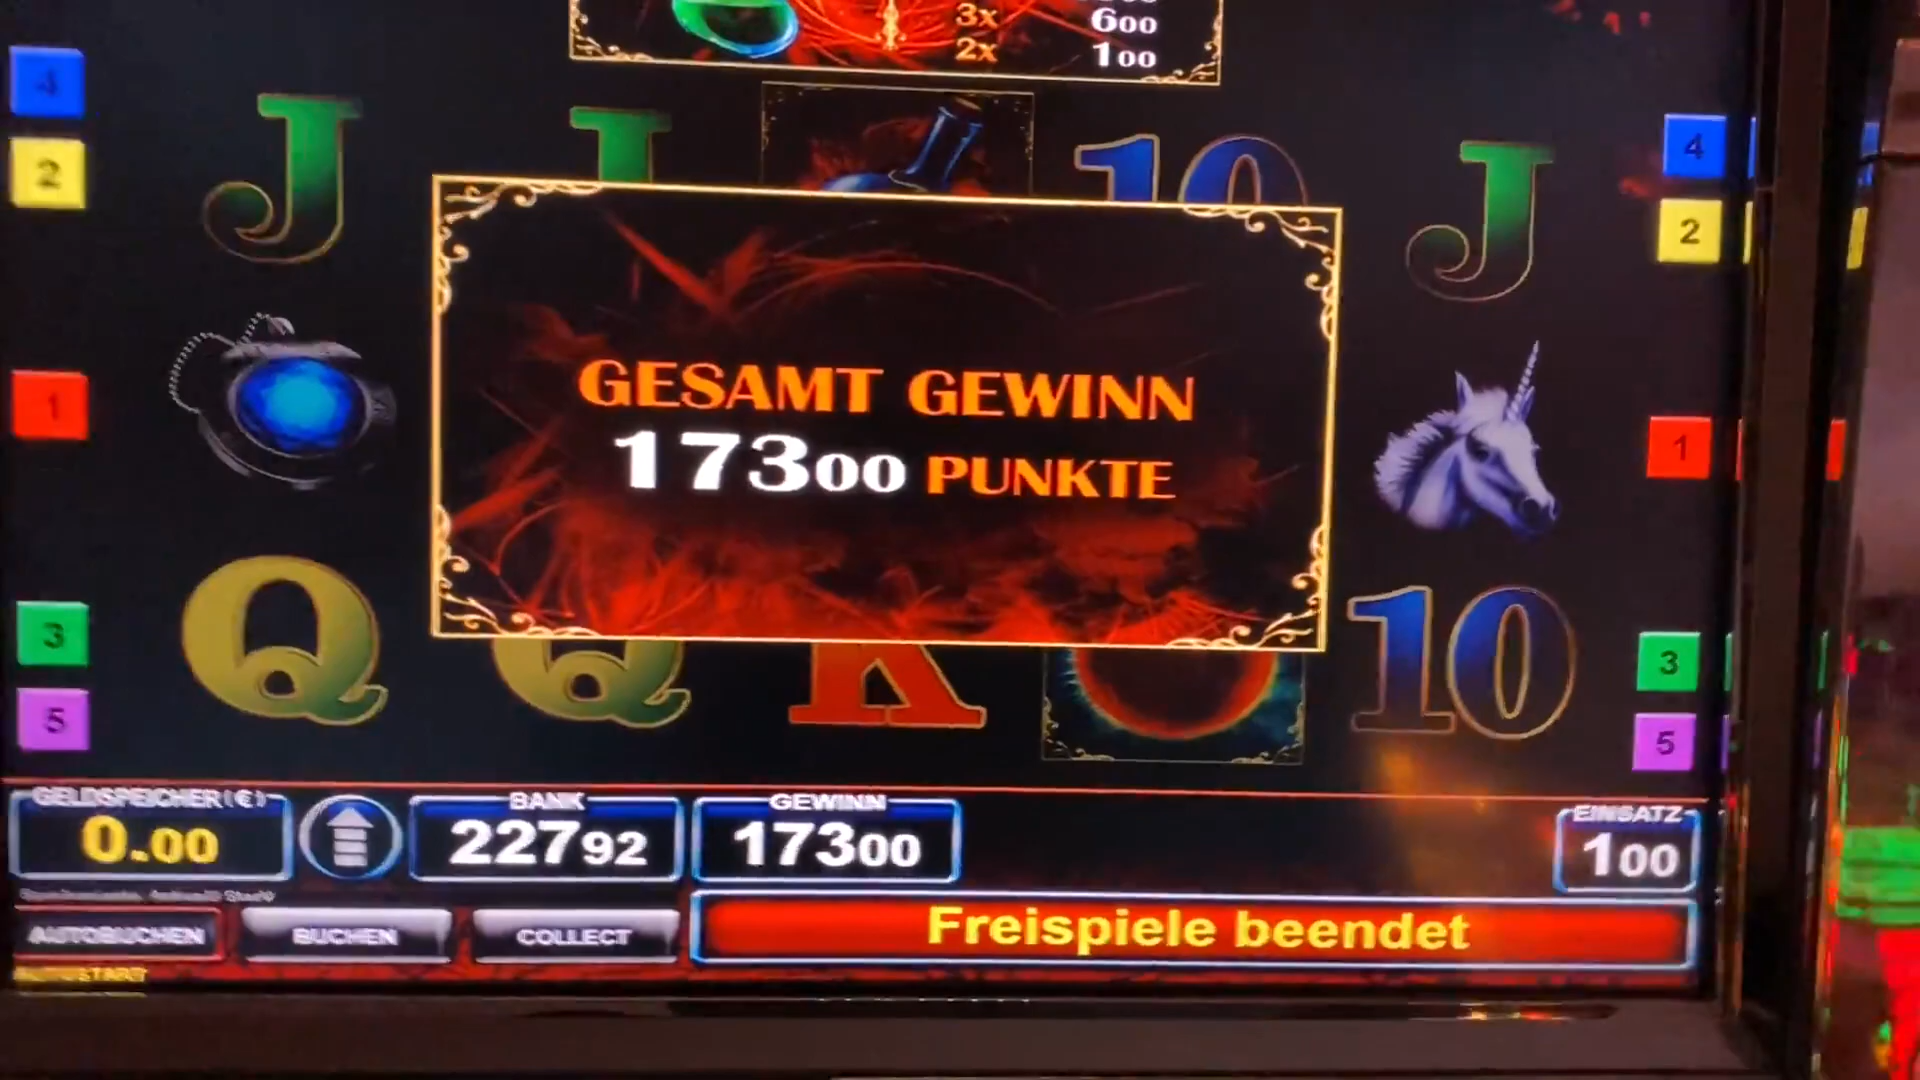 3x 600
2x 100
4
2
J
J
10
J
4
2
GESAMT GEWINN
17300 PUNKTE
1
1
Q
Q
K
10
3
5
3
5
GELDSPEICHER (€)
0.00
BANK
22792
GEWINN
17300
EINSATZ
100
AUTOBUCHEN
BUCHEN
COLLECT
Freispiele beendet
AUTOSTART